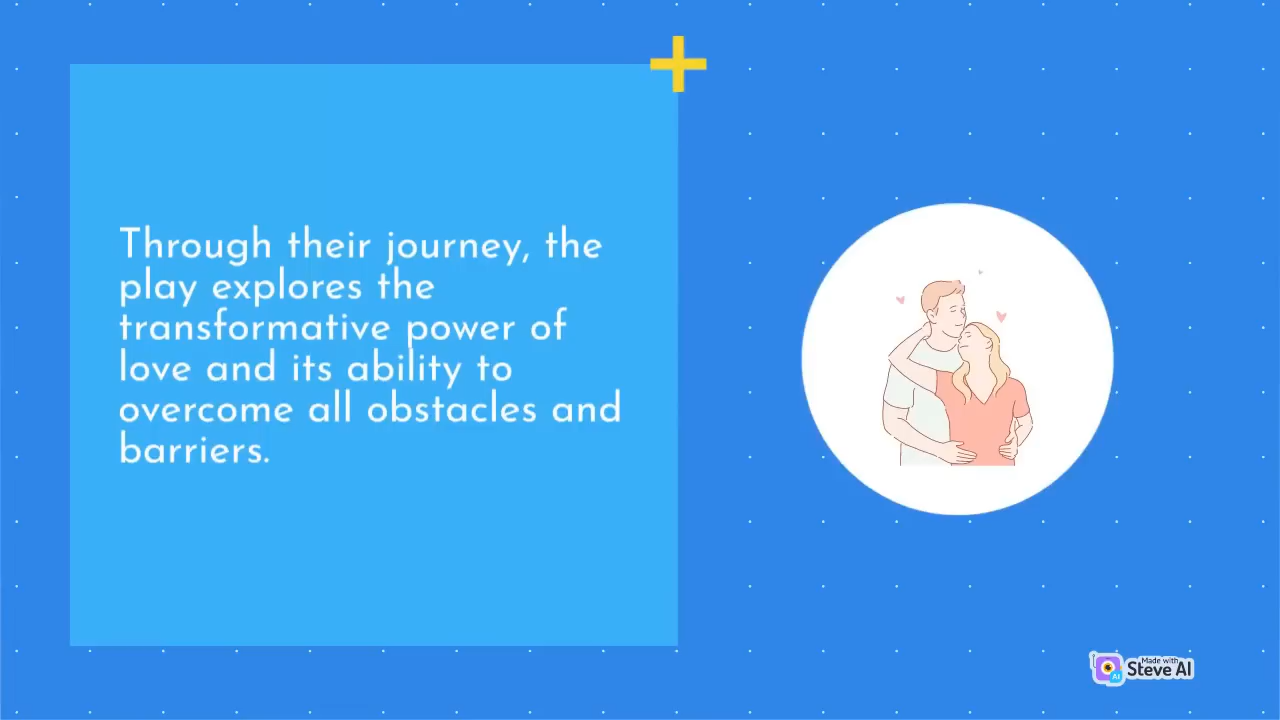 Through their journey, the
play explores the
transformative power of
love and its ability to
overcome all obstacles and
barriers.
Made with
Steve AI
AI